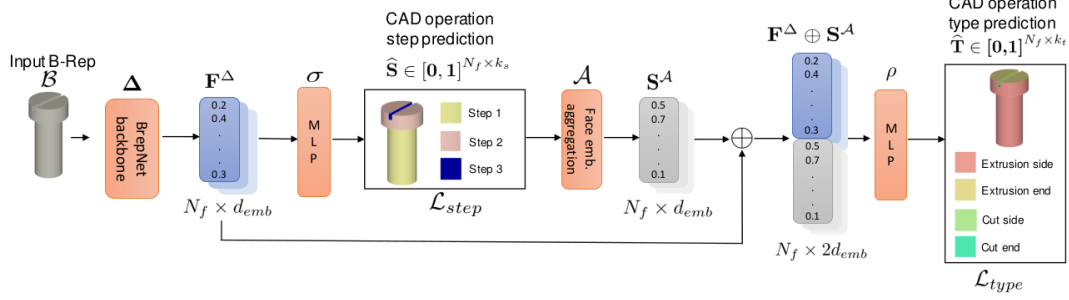 Input B-Rep
B
Δ
BrepNet
backbone
F^Δ
0.2
0.4
.
.
.
0.3
N_f × d_emb
σ
MLP
CAD operation
step prediction
Ŝ ∈ [0, 1]^{N_f×k_s}
Step 1
Step 2
Step 3
L_step
A
Face emb.
aggregation
S^A
0.5
0.7
.
.
.
0.1
N_f × d_emb
⊕
F^Δ ⊕ S^A
0.2
0.4
.
.
.
0.3
0.5
0.7
.
.
.
0.1
N_f × 2d_emb
ρ
MLP
CAD operation
type prediction
T̂ ∈ [0,1]^{N_f×k_t}
Extrusion side
Extrusion end
Cut side
Cut end
L_type